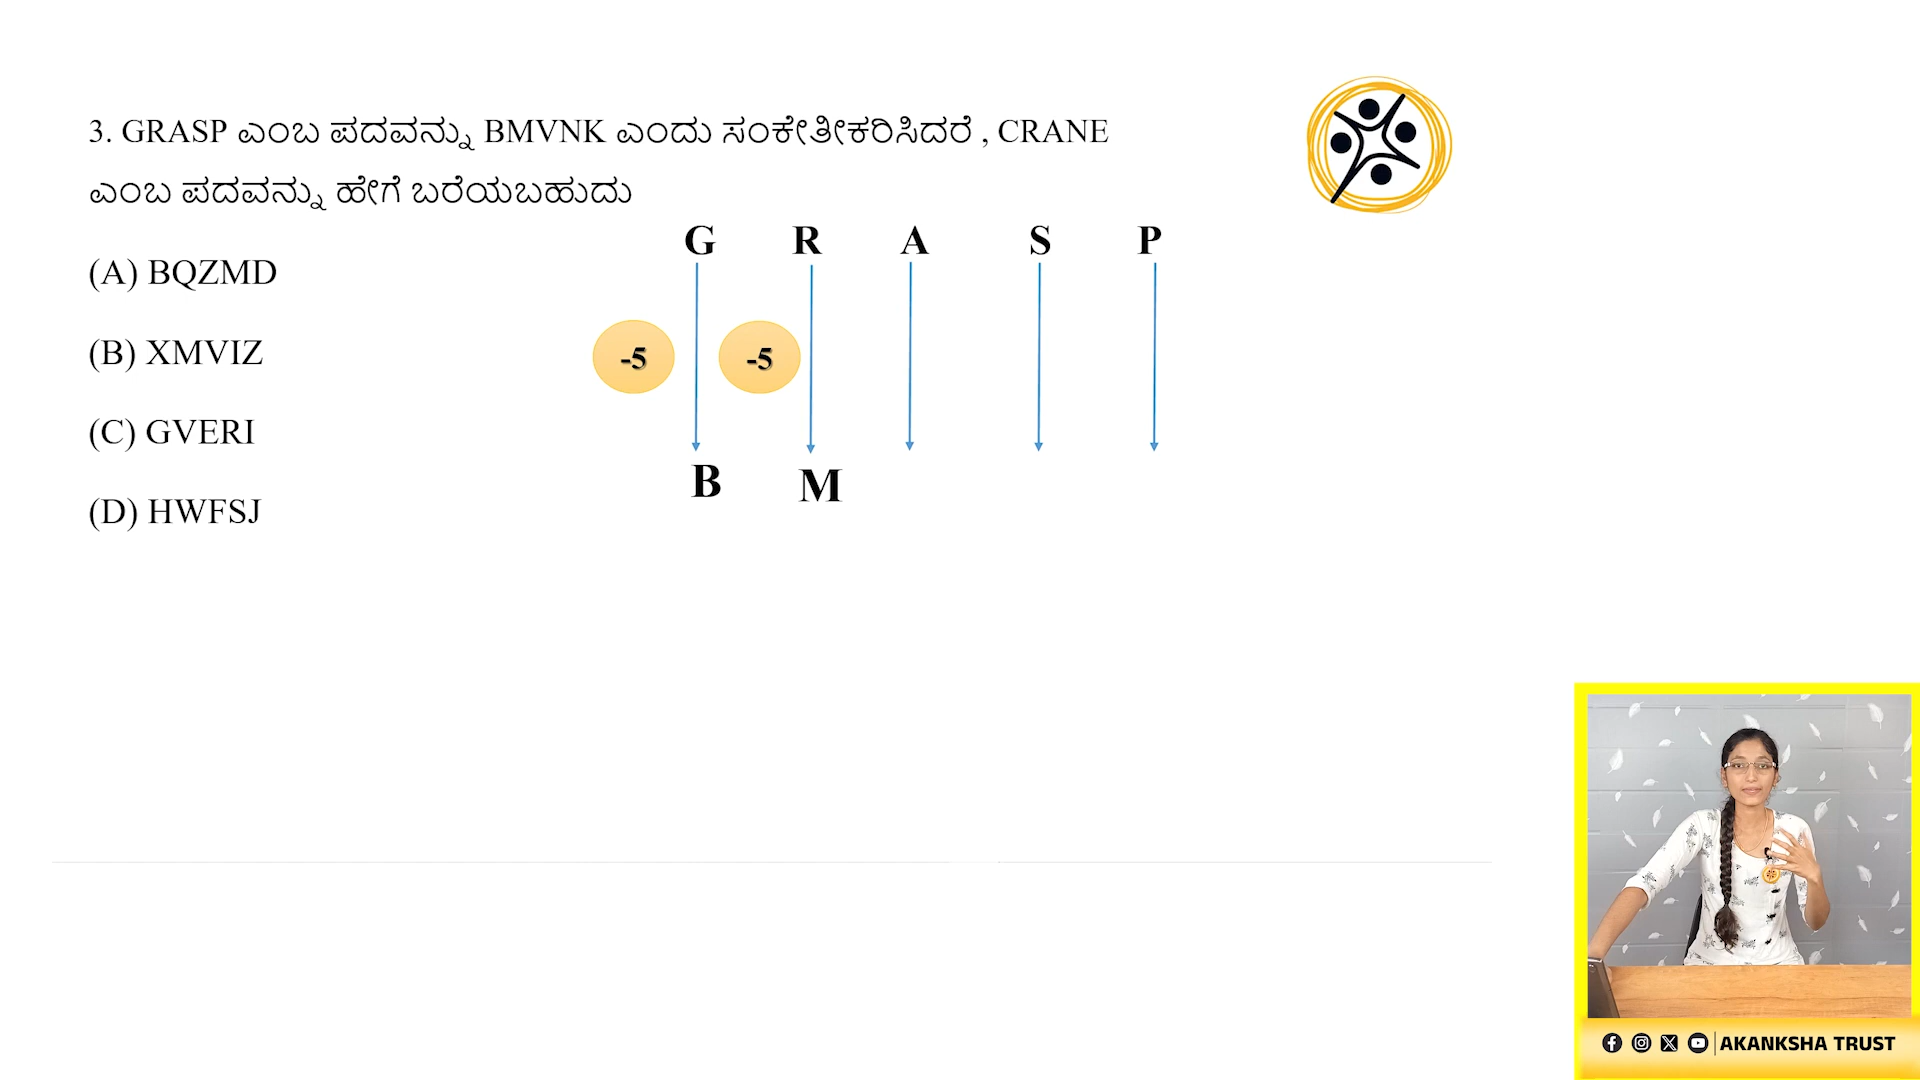 3. GRASP ಎಂಬ ಪದವನ್ನು BMVNK ಎಂದು ಸಂಕೇತೀಕರಿಸಿದರೆ , CRANE
ಎಂಬ ಪದವನ್ನು ಹೇಗೆ ಬರೆಯಬಹುದು
G R A S P
(A) BQZMD
(B) XMVIZ
-5 -5
(C) GVERI
B M
(D) HWFSJ
AKANKSHA TRUST